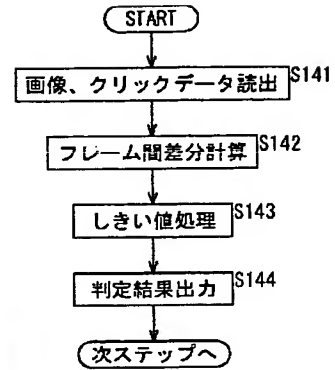 START
画像、クリックデータ読出 S141
フレーム間差分計算 S142
しきい値処理 S143
判定結果出力 S144
次ステップへ